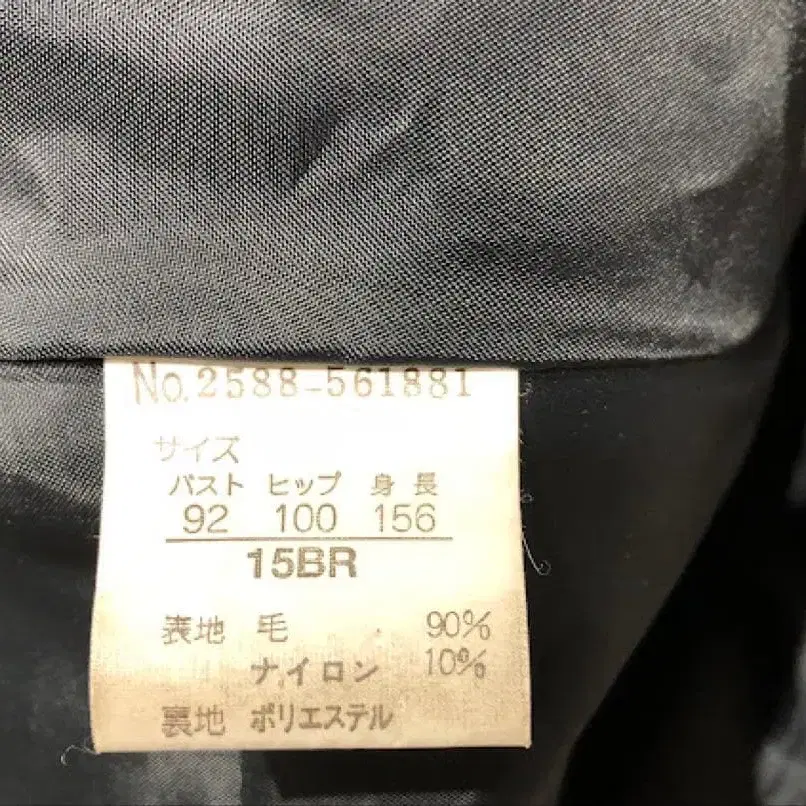 No.2588-561881
サイズ
バスト ヒップ 身長
92 100 156
15BR
表地 毛 90%
ナイロン 10%
裏地 ポリエステル